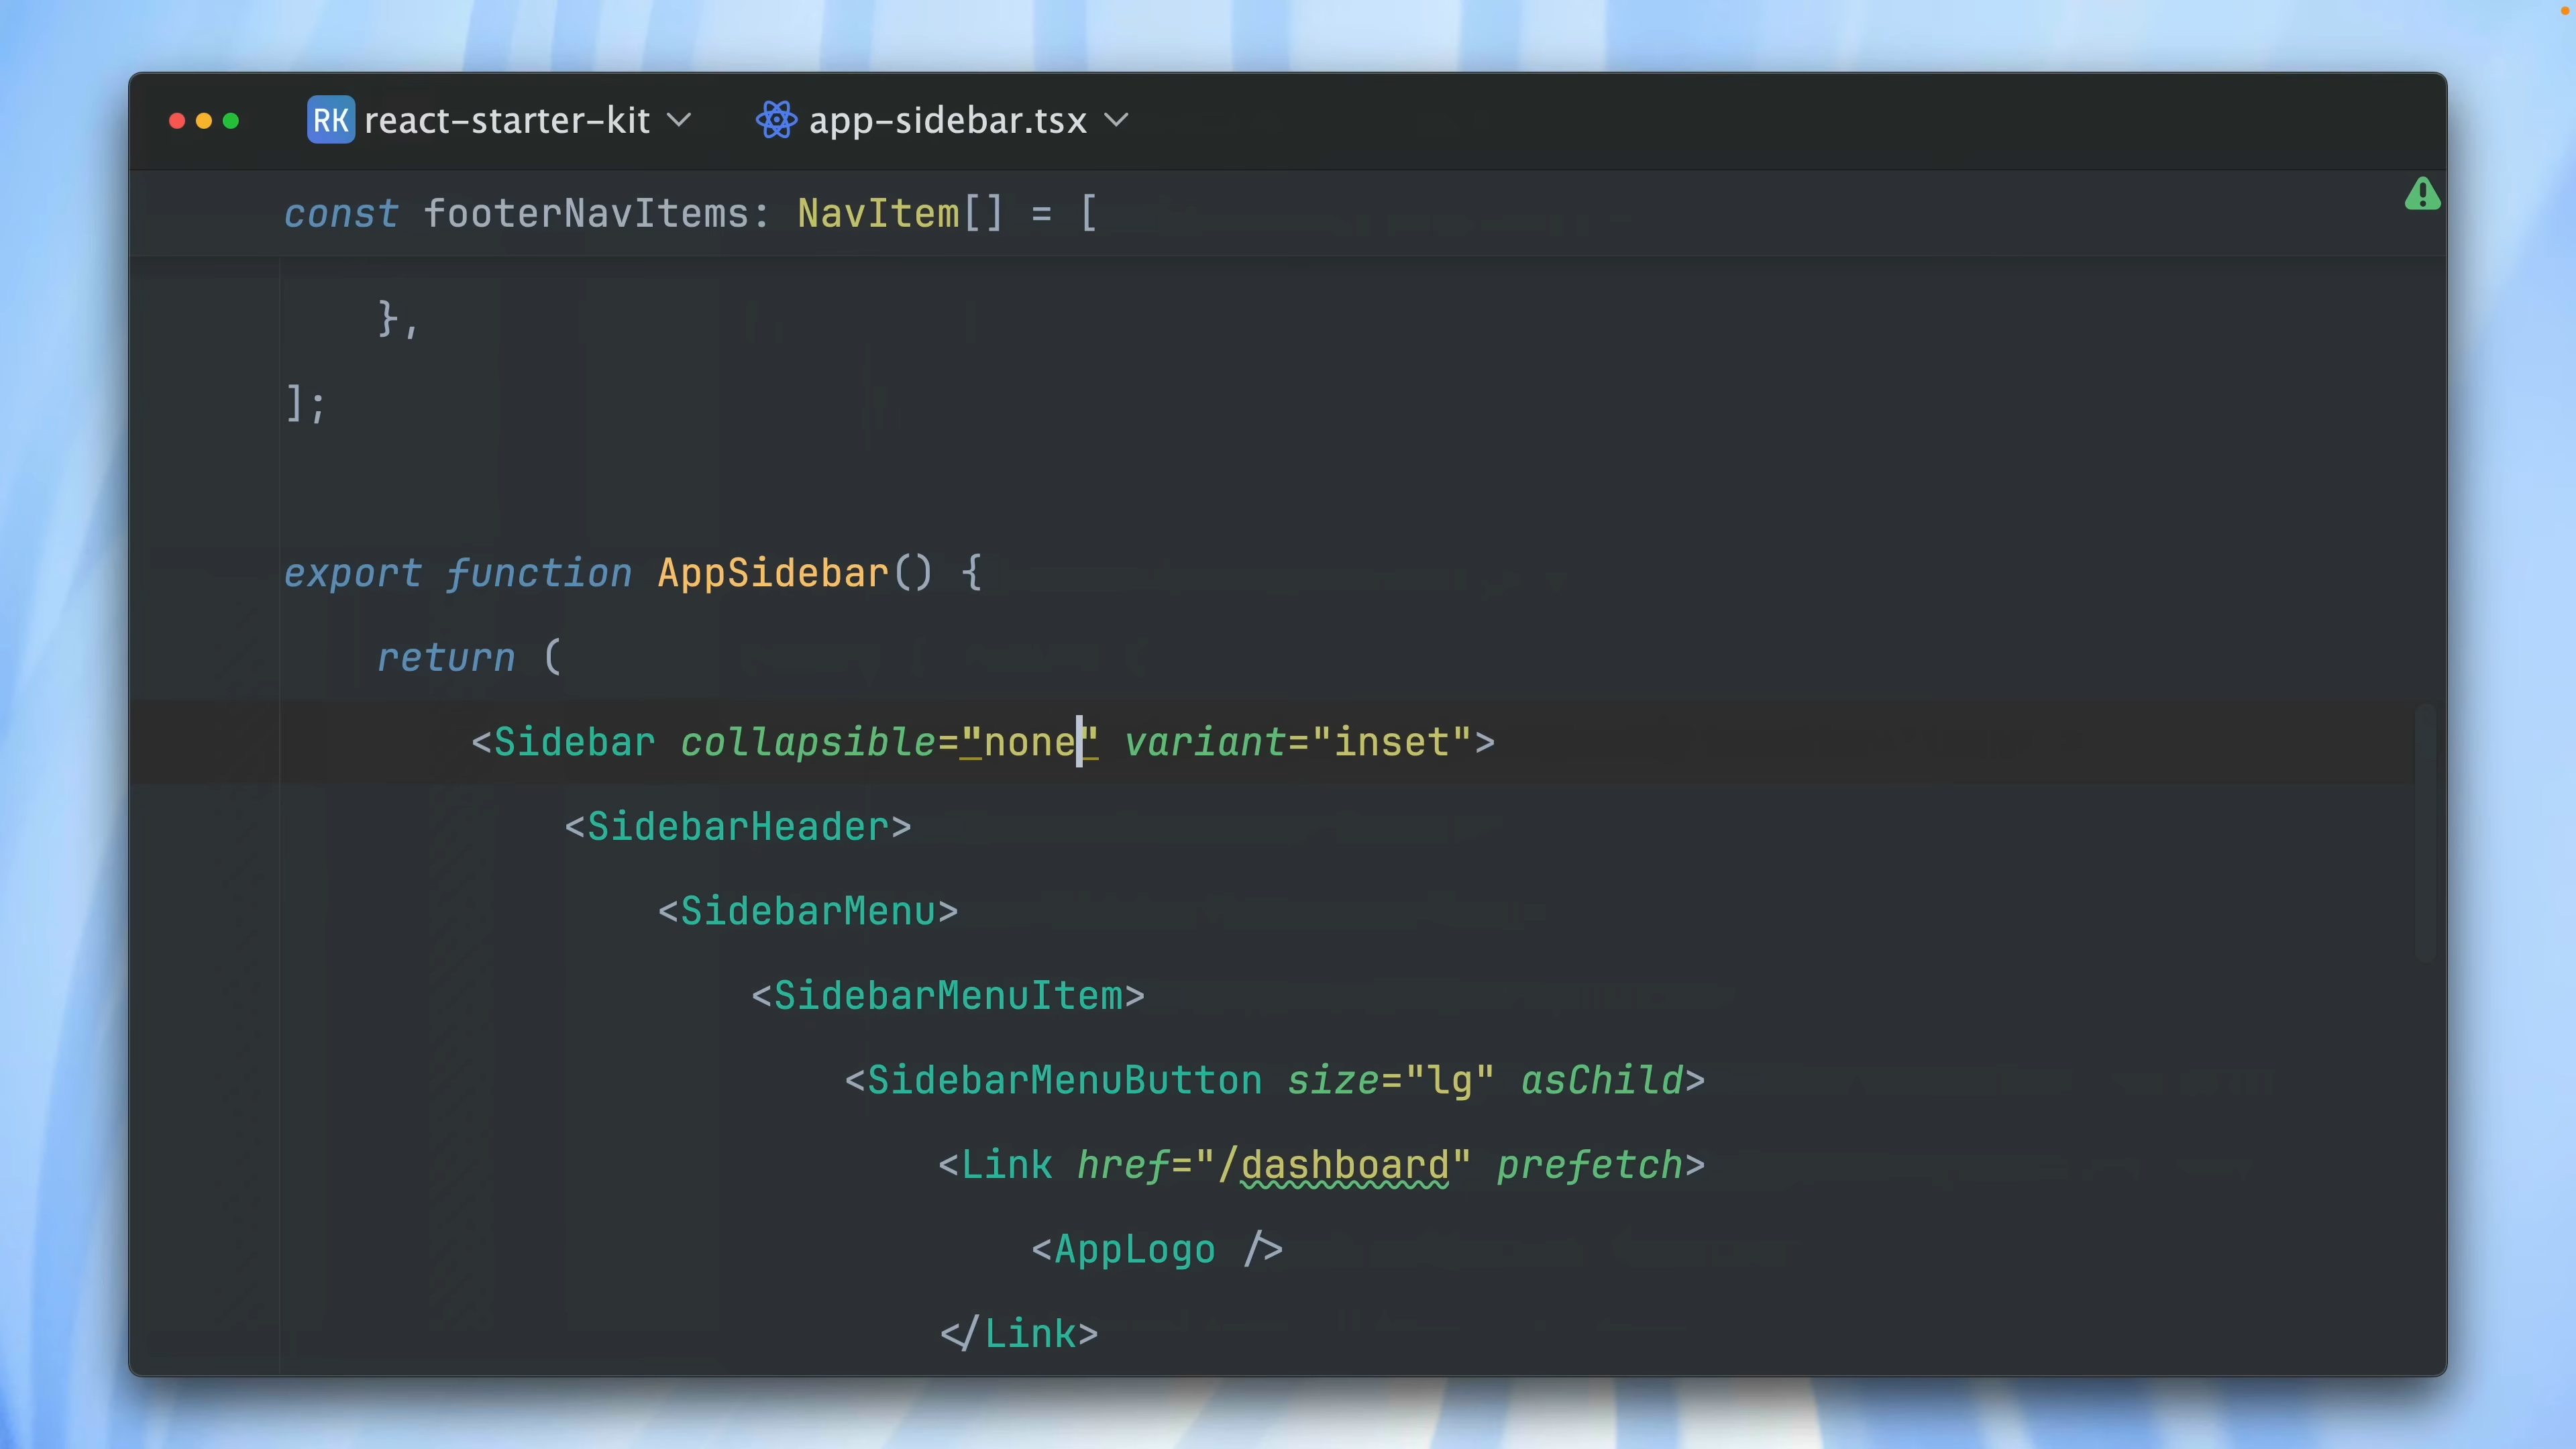 RK react-starter-kit app-sidebar.tsx
const footerNavItems: NavItem[] = [
},
];
export function AppSidebar() {
return (
<Sidebar collapsible="none" variant="inset">
<SidebarHeader>
<SidebarMenu>
<SidebarMenuItem>
<SidebarMenuButton size="lg" asChild>
<Link href="/dashboard" prefetch>
<AppLogo />
</Link>